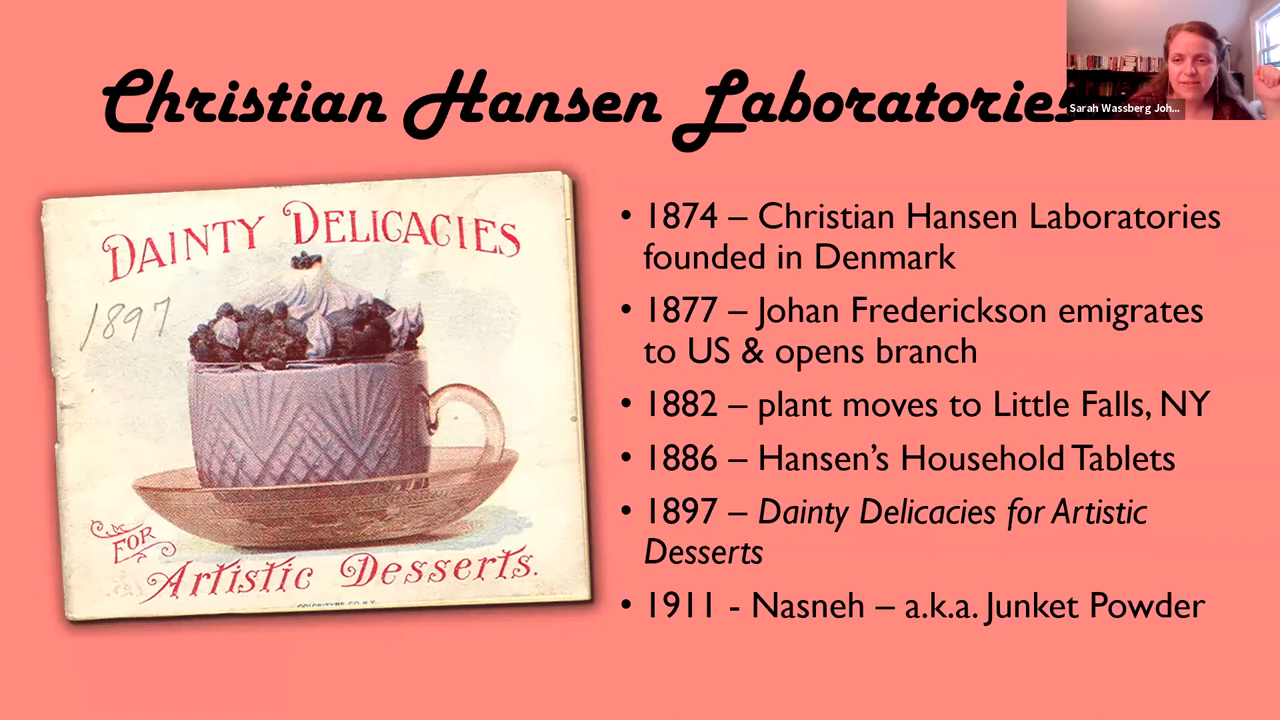 Christian Hansen Laboratories
Sarah Wassberg Joh...
DAINTY DELICACIES
1897
FOR
Artistic Desserts.
COLORITYPE CO. N.Y.
• 1874 – Christian Hansen Laboratories
founded in Denmark
• 1877 – Johan Frederickson emigrates
to US & opens branch
• 1882 – plant moves to Little Falls, NY
• 1886 – Hansen's Household Tablets
• 1897 – Dainty Delicacies for Artistic
Desserts
• 1911 - Nasneh – a.k.a. Junket Powder